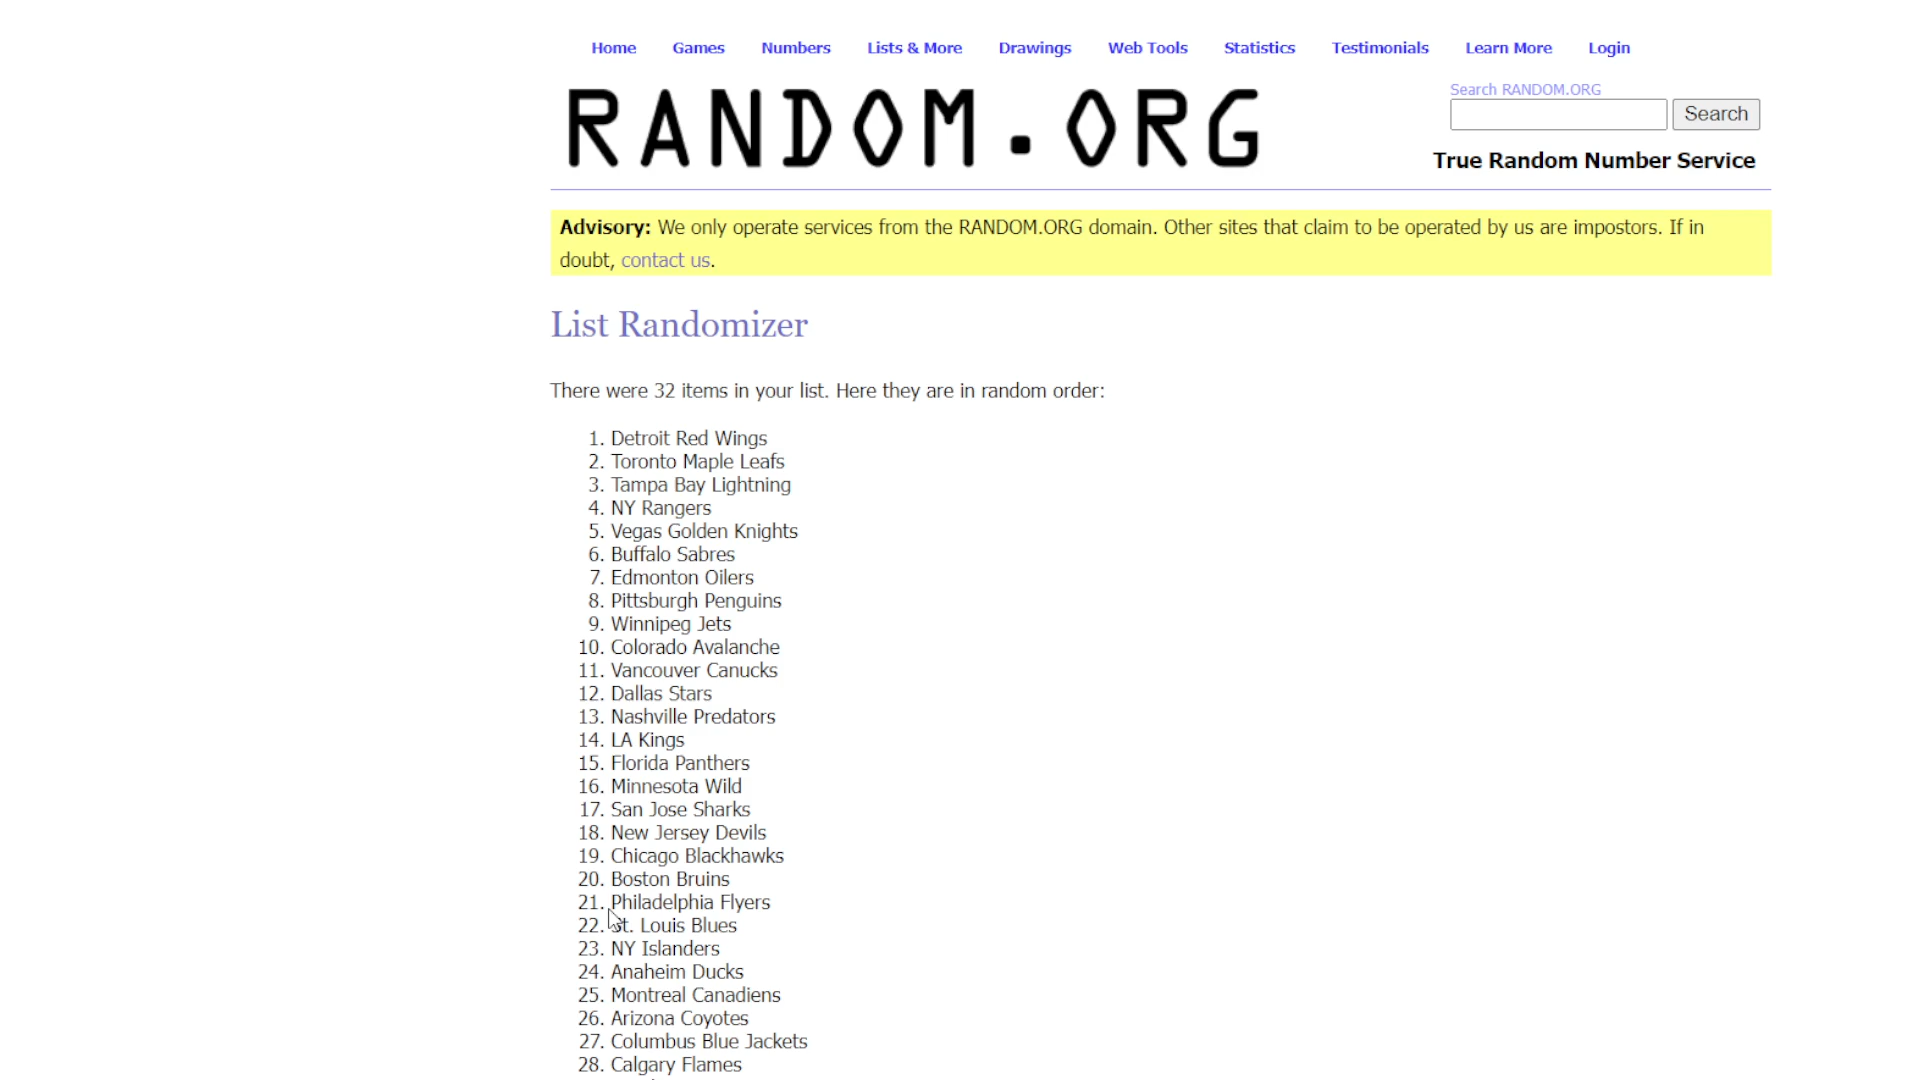 Home Games Numbers Lists & More Drawings Web Tools Statistics Testimonials Learn More Login
RANDOM.ORG
Search RANDOM.ORG
Search
True Random Number Service
Advisory: We only operate services from the RANDOM.ORG domain. Other sites that claim to be operated by us are impostors. If in
doubt, contact us.
List Randomizer
There were 32 items in your list. Here they are in random order:
1. Detroit Red Wings
2. Toronto Maple Leafs
3. Tampa Bay Lightning
4. NY Rangers
5. Vegas Golden Knights
6. Buffalo Sabres
7. Edmonton Oilers
8. Pittsburgh Penguins
9. Winnipeg Jets
10. Colorado Avalanche
11. Vancouver Canucks
12. Dallas Stars
13. Nashville Predators
14. LA Kings
15. Florida Panthers
16. Minnesota Wild
17. San Jose Sharks
18. New Jersey Devils
19. Chicago Blackhawks
20. Boston Bruins
21. Philadelphia Flyers
22. St. Louis Blues
23. NY Islanders
24. Anaheim Ducks
25. Montreal Canadiens
26. Arizona Coyotes
27. Columbus Blue Jackets
28. Calgary Flames